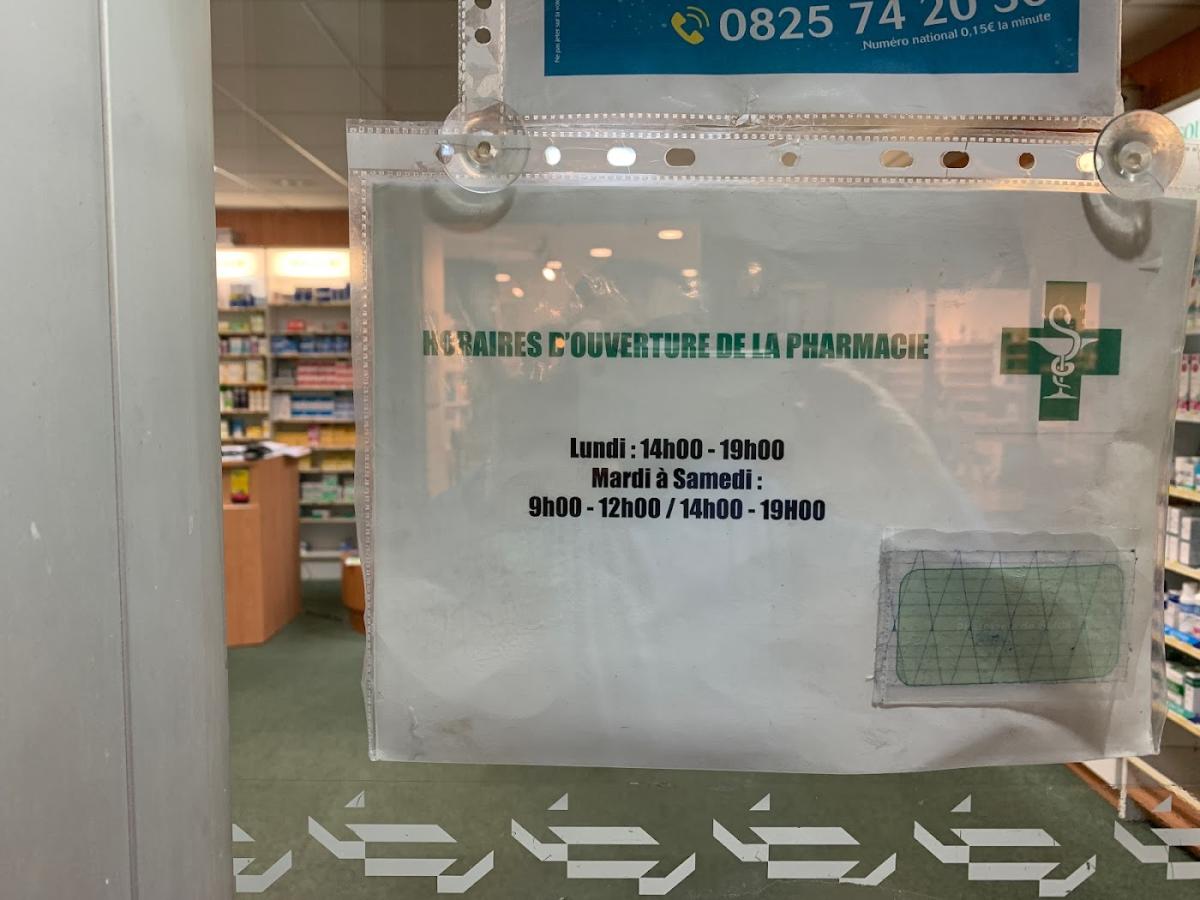 0825 74 20
Numéro national 0,15€ la minute
HORAIRES D'OUVERTURE DE LA PHARMACIE
Lundi : 14h00 - 19h00
Mardi à Samedi :
9h00 - 12h00 / 14h00 - 19H00